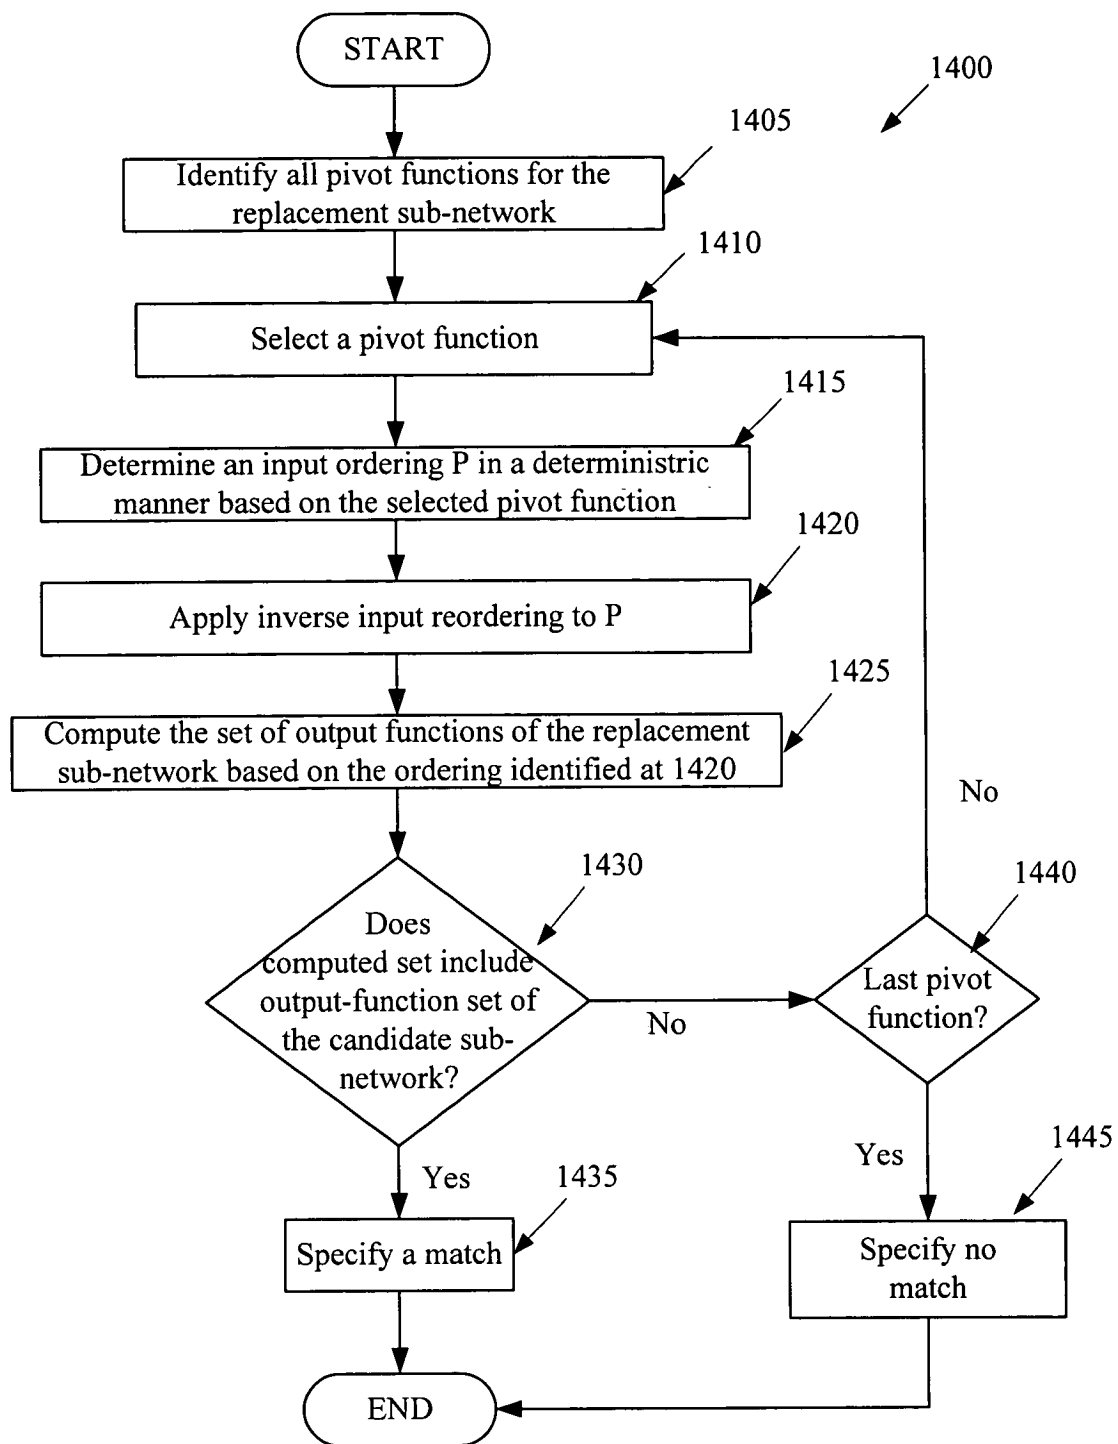 START
1400
1405
Identify all pivot functions for the
replacement sub-network
1410
Select a pivot function
1415
Determine an input ordering P in a deterministric
manner based on the selected pivot function
1420
Apply inverse input reordering to P
1425
Compute the set of output functions of the replacement
sub-network based on the ordering identified at 1420
No
1430
1440
Does
computed set include
output-function set of
the candidate sub-
network?
No
Last pivot
function?
Yes
1435
Yes
1445
Specify a match
Specify no
match
END